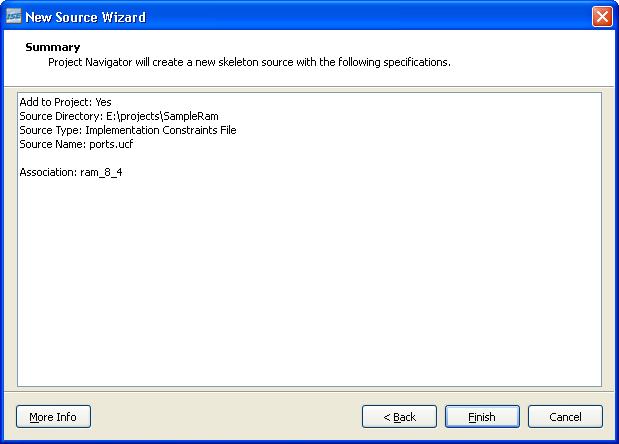 ISE New Source Wizard
Summary
Project Navigator will create a new skeleton source with the following specifications.
Add to Project: Yes
Source Directory: E:\projects\SampleRam
Source Type: Implementation Constraints File
Source Name: ports.ucf
Association: ram_8_4
More Info
< Back
Finish
Cancel